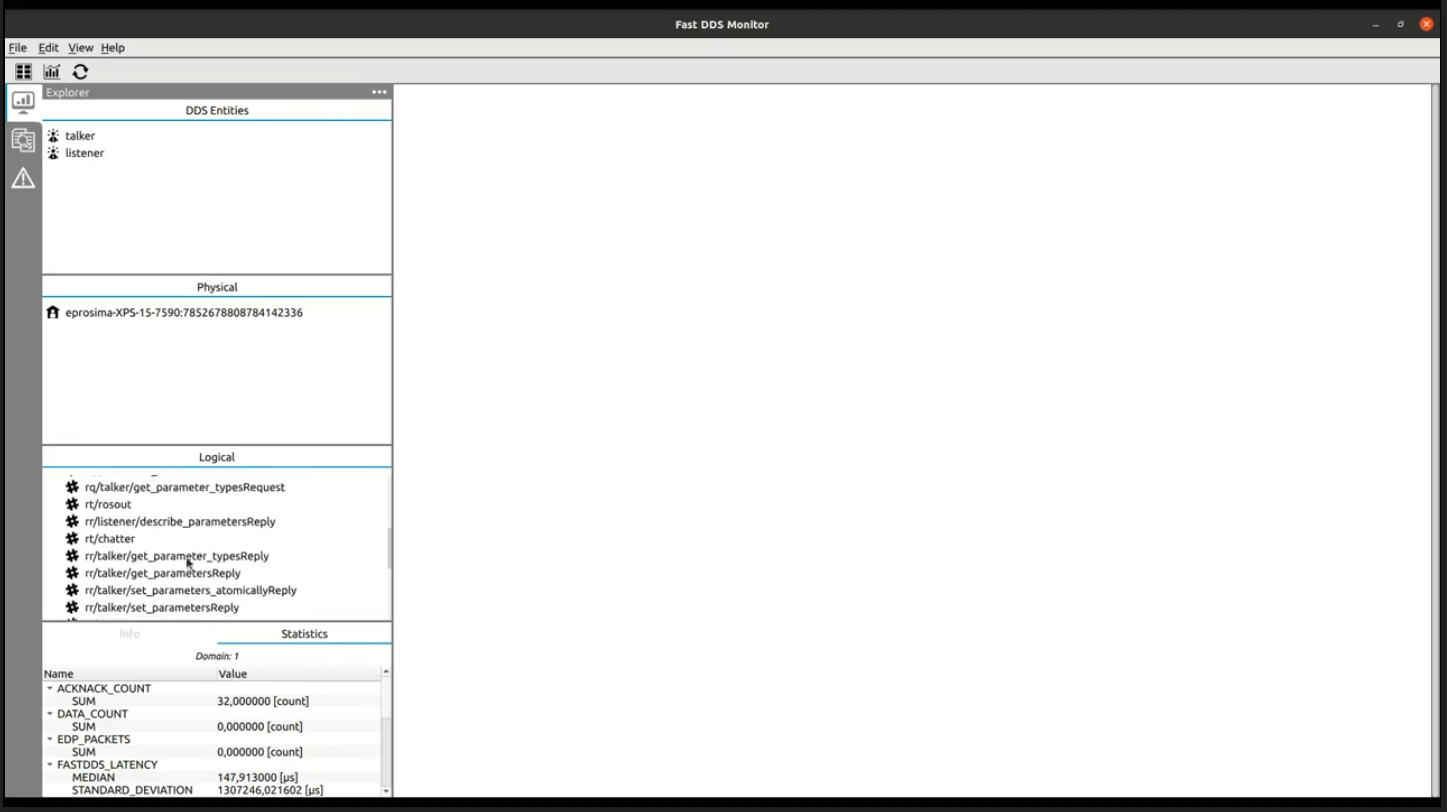 Fast DDS Monitor
File Edit View Help
Explorer
DDS Entities
talker
listener
Physical
eprosima-XPS-15-7590:7852678808784142336
Logical
rq/talker/get_parameter_typesRequest
rt/rosout
rr/listener/describe_parametersReply
rt/chatter
rr/talker/get_parameter_typesReply
rr/talker/get_parametersReply
rr/talker/set_parameters_atomicallyReply
rr/talker/set_parametersReply
Info Statistics
Domain: 1
Name Value
ACKNACK_COUNT
SUM 32,000000 [count]
DATA_COUNT
SUM 0,000000 [count]
EDP_PACKETS
SUM 0,000000 [count]
FASTDDS_LATENCY
MEDIAN 147,913000 [µs]
STANDARD_DEVIATION 1307246,021602 [µs]